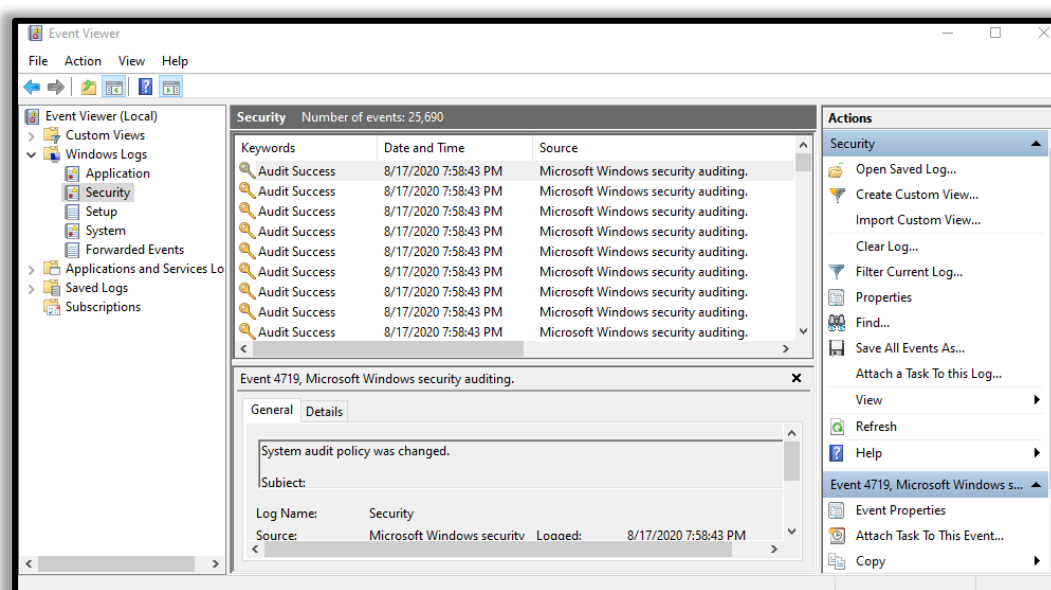 Event Viewer
File Action View Help
Event Viewer (Local)
Custom Views
Windows Logs
Application
Security
Setup
System
Forwarded Events
Applications and Services Lo
Saved Logs
Subscriptions
Security Number of events: 25,690
Keywords Date and Time Source
Audit Success 8/17/2020 7:58:43 PM Microsoft Windows security auditing.
Audit Success 8/17/2020 7:58:43 PM Microsoft Windows security auditing.
Audit Success 8/17/2020 7:58:43 PM Microsoft Windows security auditing.
Audit Success 8/17/2020 7:58:43 PM Microsoft Windows security auditing.
Audit Success 8/17/2020 7:58:43 PM Microsoft Windows security auditing.
Audit Success 8/17/2020 7:58:43 PM Microsoft Windows security auditing.
Audit Success 8/17/2020 7:58:43 PM Microsoft Windows security auditing.
Audit Success 8/17/2020 7:58:43 PM Microsoft Windows security auditing.
Audit Success 8/17/2020 7:58:43 PM Microsoft Windows security auditing.
Event 4719, Microsoft Windows security auditing.
General Details
System audit policy was changed.
Subject:
Log Name: Security
Source: Microsoft Windows security Logged: 8/17/2020 7:58:43 PM
Actions
Security
Open Saved Log...
Create Custom View...
Import Custom View...
Clear Log...
Filter Current Log...
Properties
Find...
Save All Events As...
Attach a Task To this Log...
View
Refresh
Help
Event 4719, Microsoft Windows s...
Event Properties
Attach Task To This Event...
Copy